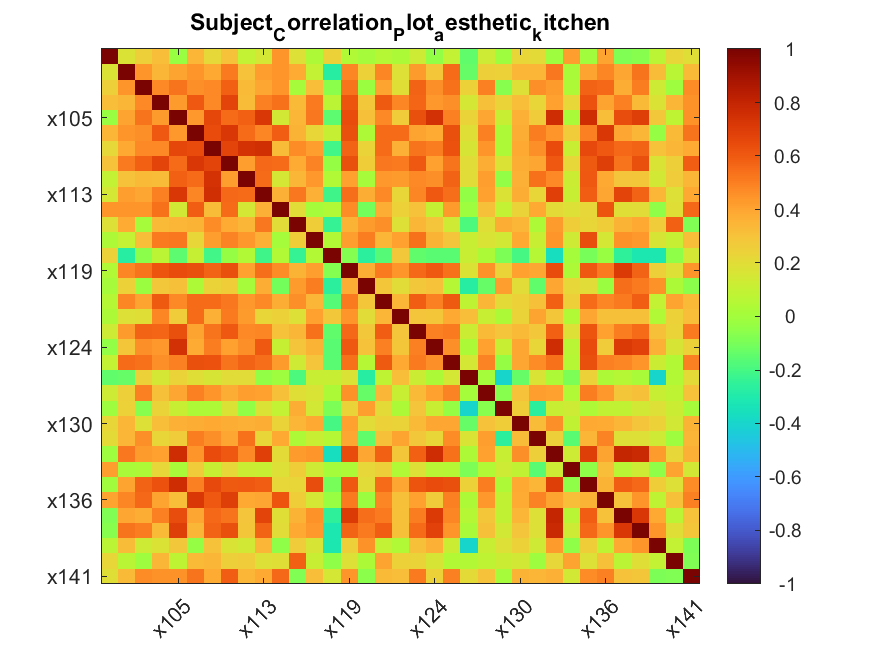 Subject_Correlation_Plot_aesthetic_kitchen
1
0.8
x105
0.6
x113
0.4
x119
0.2
0
x124
-0.2
x130
-0.4
x136
-0.6
-0.8
x141
-1
x105 x113 x119 x124 x130 x136 x141